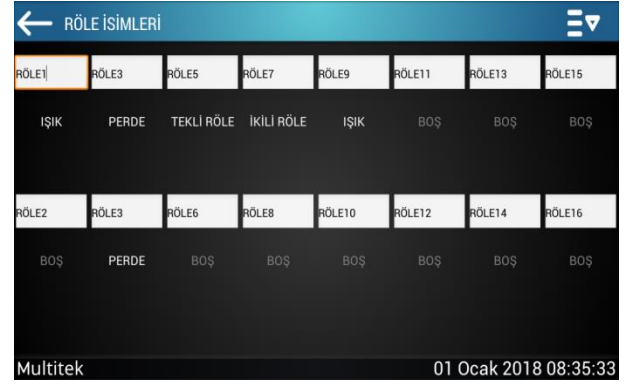 RÖLE İSİMLERİ
RÖLE1 RÖLE3 RÖLE5 RÖLE7 RÖLE9 RÖLE11 RÖLE13 RÖLE15
IŞIK PERDE TEKLİ RÖLE İKİLİ RÖLE IŞIK BOŞ BOŞ BOŞ
RÖLE2 RÖLE3 RÖLE6 RÖLE8 RÖLE10 RÖLE12 RÖLE14 RÖLE16
BOŞ PERDE BOŞ BOŞ BOŞ BOŞ BOŞ BOŞ
Multitek 01 Ocak 2018 08:35:33